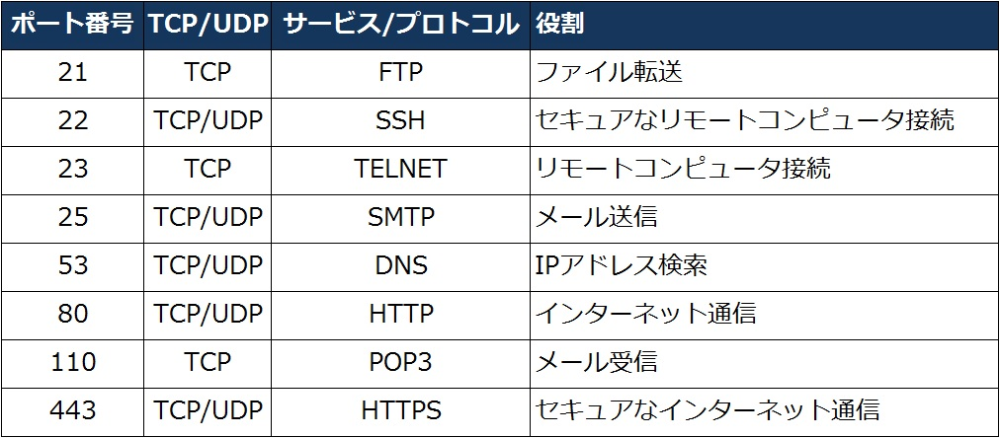 ポート番号 TCP/UDP サービス/プロトコル 役割
21 TCP FTP ファイル転送
22 TCP/UDP SSH セキュアなリモートコンピュータ接続
23 TCP TELNET リモートコンピュータ接続
25 TCP/UDP SMTP メール送信
53 TCP/UDP DNS IPアドレス検索
80 TCP/UDP HTTP インターネット通信
110 TCP POP3 メール受信
443 TCP/UDP HTTPS セキュアなインターネット通信